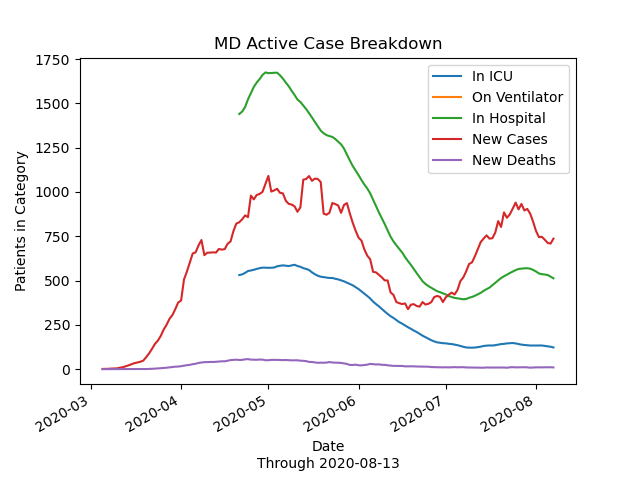 MD Active Case Breakdown
1750
1500
1250
1000
750
500
250
0
Patients in Category
In ICU
On Ventilator
In Hospital
New Cases
New Deaths
2020-03
2020-04
2020-05
2020-06
2020-07
2020-08
Date
Through 2020-08-13